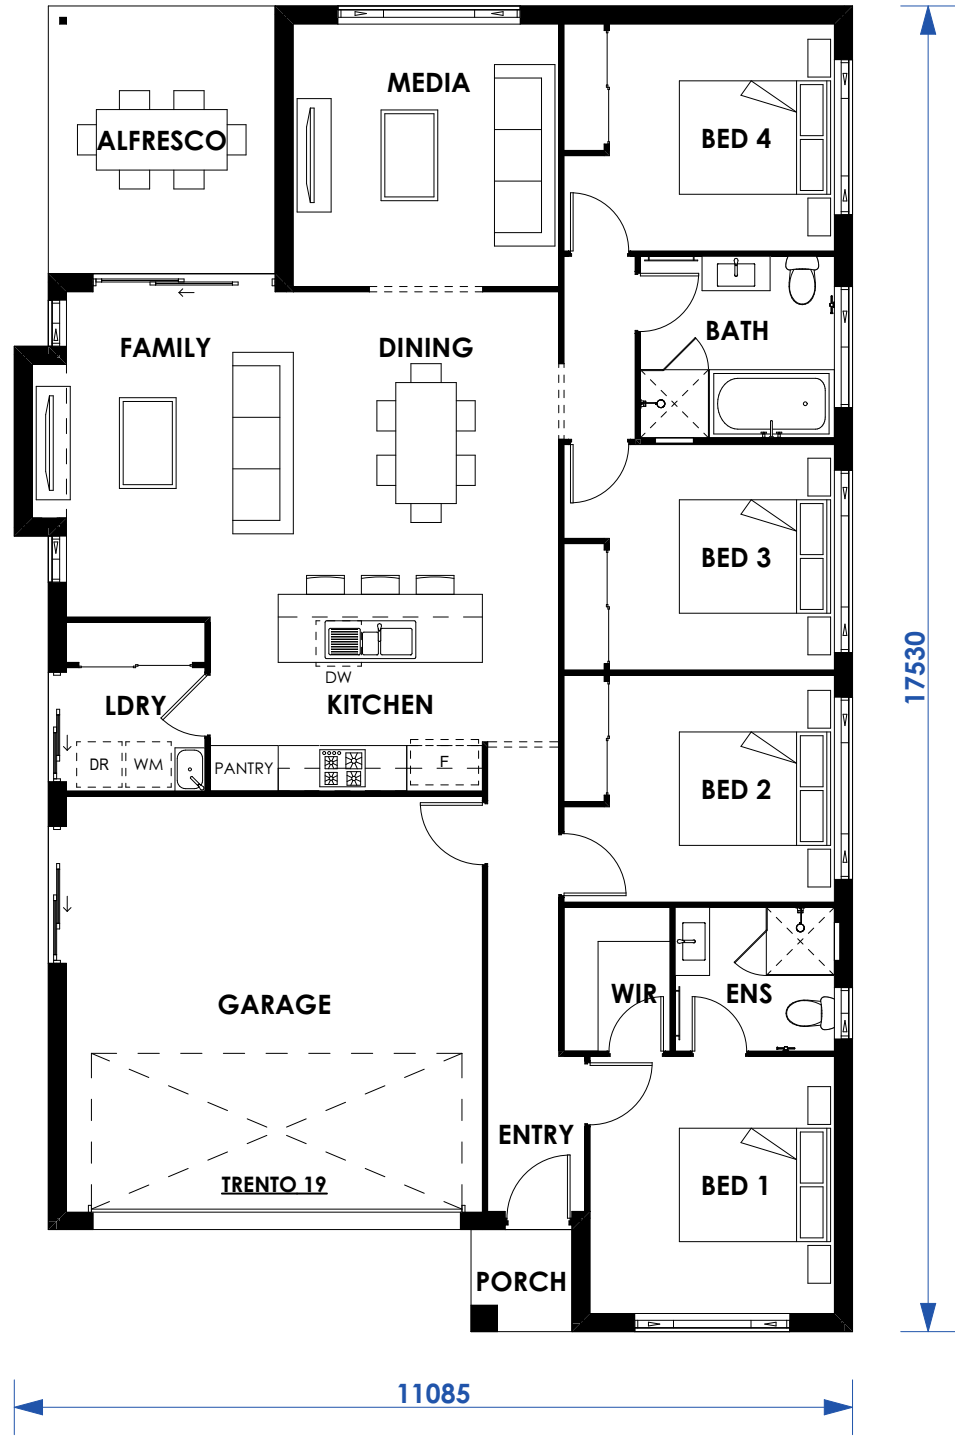 MEDIA
BED 4
ALFRESCO
BATH
FAMILY
DINING
BED 3
17530
DW
LDRY
KITCHEN
DR
WM
PANTRY
F
BED 2
WIR
ENS
GARAGE
ENTRY
TRENTO 19
BED 1
PORCH
11085